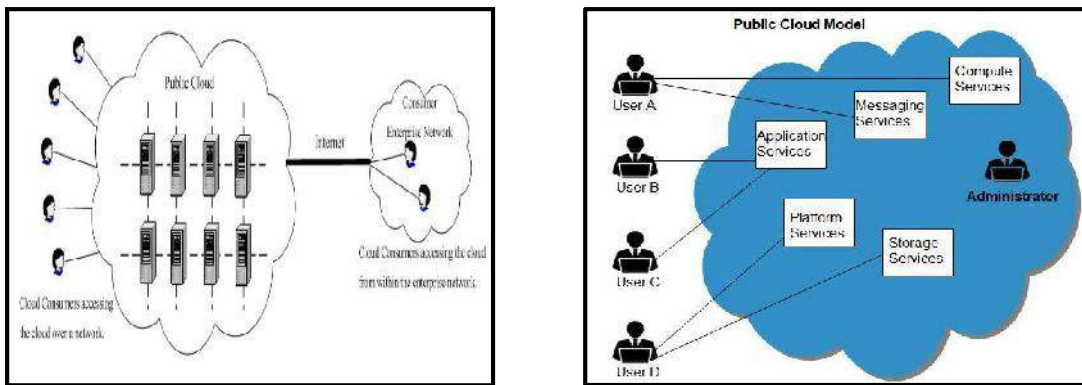 Public Cloud
Internet
Consumer
Enterprise Network
Cloud Consumers accessing the cloud
from within the enterprise network.
Cloud Consumers accessing
the cloud over a network.
Public Cloud Model
User A
User B
User C
User D
Compute
Services
Messaging
Services
Application
Services
Administrator
Platform
Services
Storage
Services